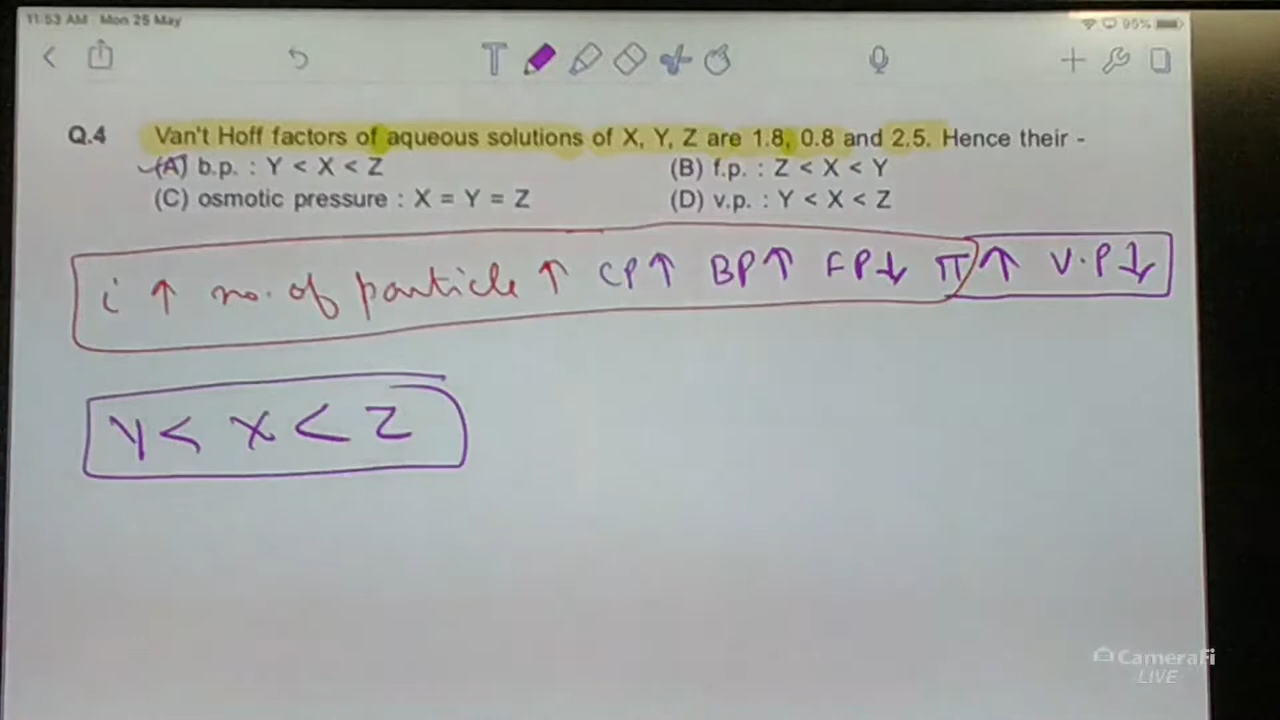 11:53 AM Mon 25 May 95%
T
Q.4 Van't Hoff factors of aqueous solutions of X, Y, Z are 1.8, 0.8 and 2.5. Hence their -
(A) b.p. : Y < X < Z (B) f.p. : Z < X < Y
(C) osmotic pressure : X = Y = Z (D) v.p. : Y < X < Z
i ↑ no. of particle ↑ CP↑ BP↑ FP↓ π↑ V.P↓
Y < X < Z
CameraFi
LIVE